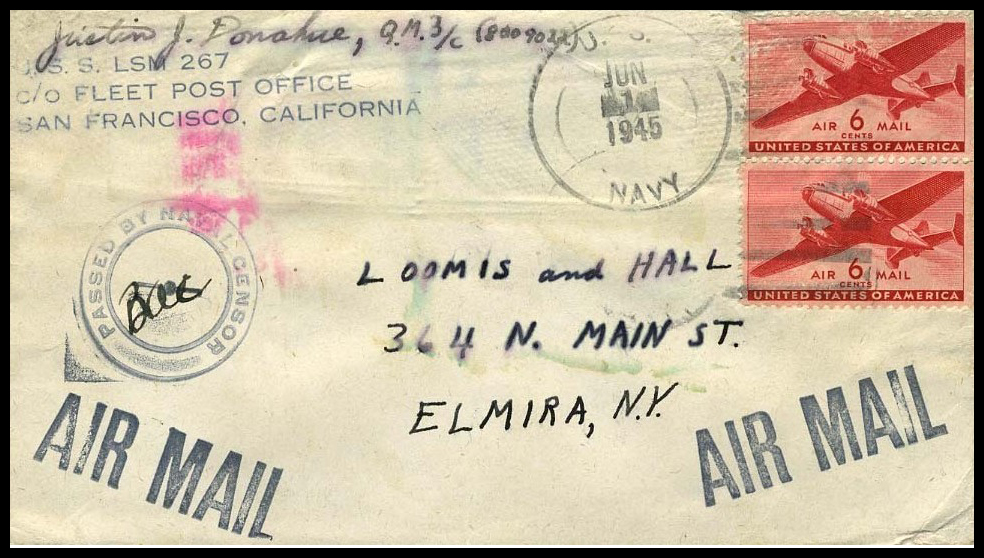 Justin J. Donahue, Q.M. 3/c
U.S.S. LSM 267
C/O FLEET POST OFFICE
SAN FRANCISCO, CALIFORNIA
U. S.
JUN
1
1945
NAVY
AIR 6 MAIL
CENTS
UNITED STATES OF AMERICA
AIR 6 MAIL
CENTS
UNITED STATES OF AMERICA
PASSED BY NAVAL CENSOR
LOOMIS and HALL
364 N. MAIN ST.
ELMIRA, N.Y.
AIR MAIL
AIR MAIL